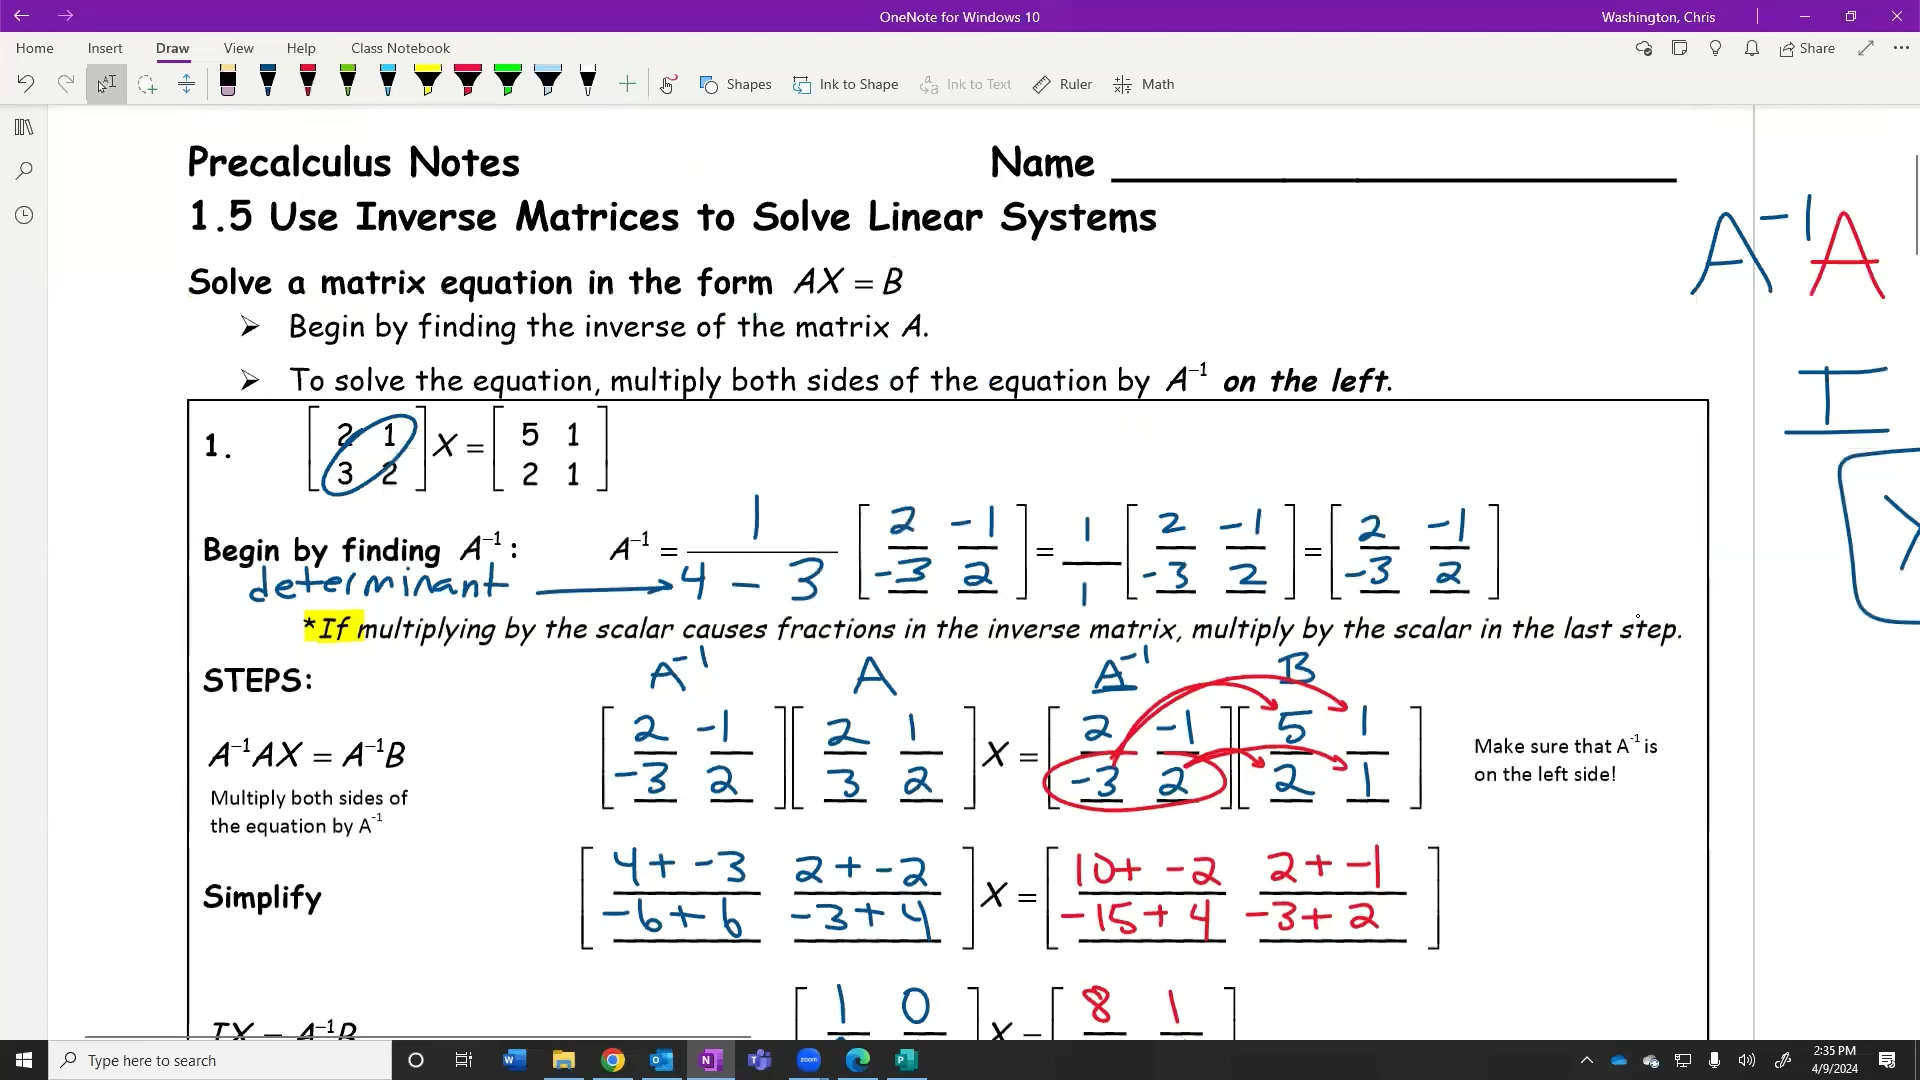 OneNote for Windows 10
Washington, Chris
Home Insert Draw View Help Class Notebook
Share
Shapes Ink to Shape Ink to Text Ruler Math
Precalculus Notes Name
1.5 Use Inverse Matrices to Solve Linear Systems
A⁻¹A
Solve a matrix equation in the form AX = B
➢ Begin by finding the inverse of the matrix A.
➢ To solve the equation, multiply both sides of the equation by A⁻¹ on the left.
I
1. [2 1; 3 2] X = [5 1; 2 1]
Begin by finding A⁻¹: A⁻¹ = 1/(4 - 3) [2 -1; -3 2] = 1/1 [2 -1; -3 2] = [2 -1; -3 2]
determinant
*If multiplying by the scalar causes fractions in the inverse matrix, multiply by the scalar in the last step.
STEPS: A⁻¹ A A⁻¹ B
A⁻¹AX = A⁻¹B [2 -1; -3 2] [2 1; 3 2] X = [2 -1; -3 2] [5 1; 2 1]
Make sure that A⁻¹ is
on the left side!
Multiply both sides of
the equation by A⁻¹
Simplify [4 + -3 2 + -2; -6 + 6 -3 + 4] X = [10 + -2 2 + -1; -15 + 4 -3 + 2]
IX = A⁻¹B [1 0 X = [8 1
Type here to search
2:35 PM
4/9/2024